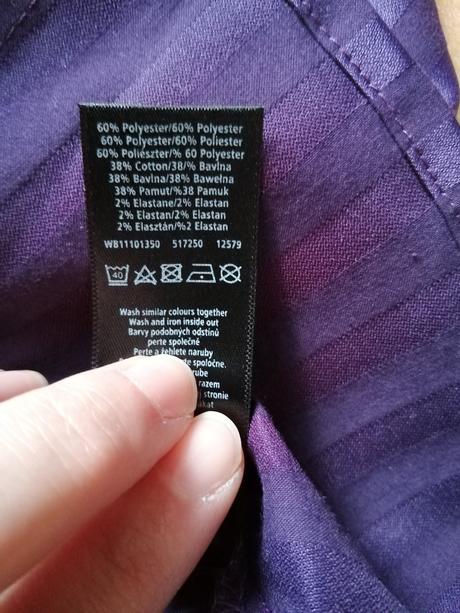 60% Polyester/60% Polyester
60% Polyester/60% Poliester
60% Poliészter/% 60 Polyester
38% Cotton/38/% Bavlna
38% Bavlna/38% Bawełna
38% Pamut/%38 Pamuk
2% Elastane/2% Elastan
2% Elastan/2% Elastan
2% Elasztán/%2 Elastan
WB11101350 517250 12579
40
Wash similar colours together
Wash and iron inside out
Barvy podobných odstínů
perte společně
Perte a žehlete naruby
spoločne.
razem
stronie